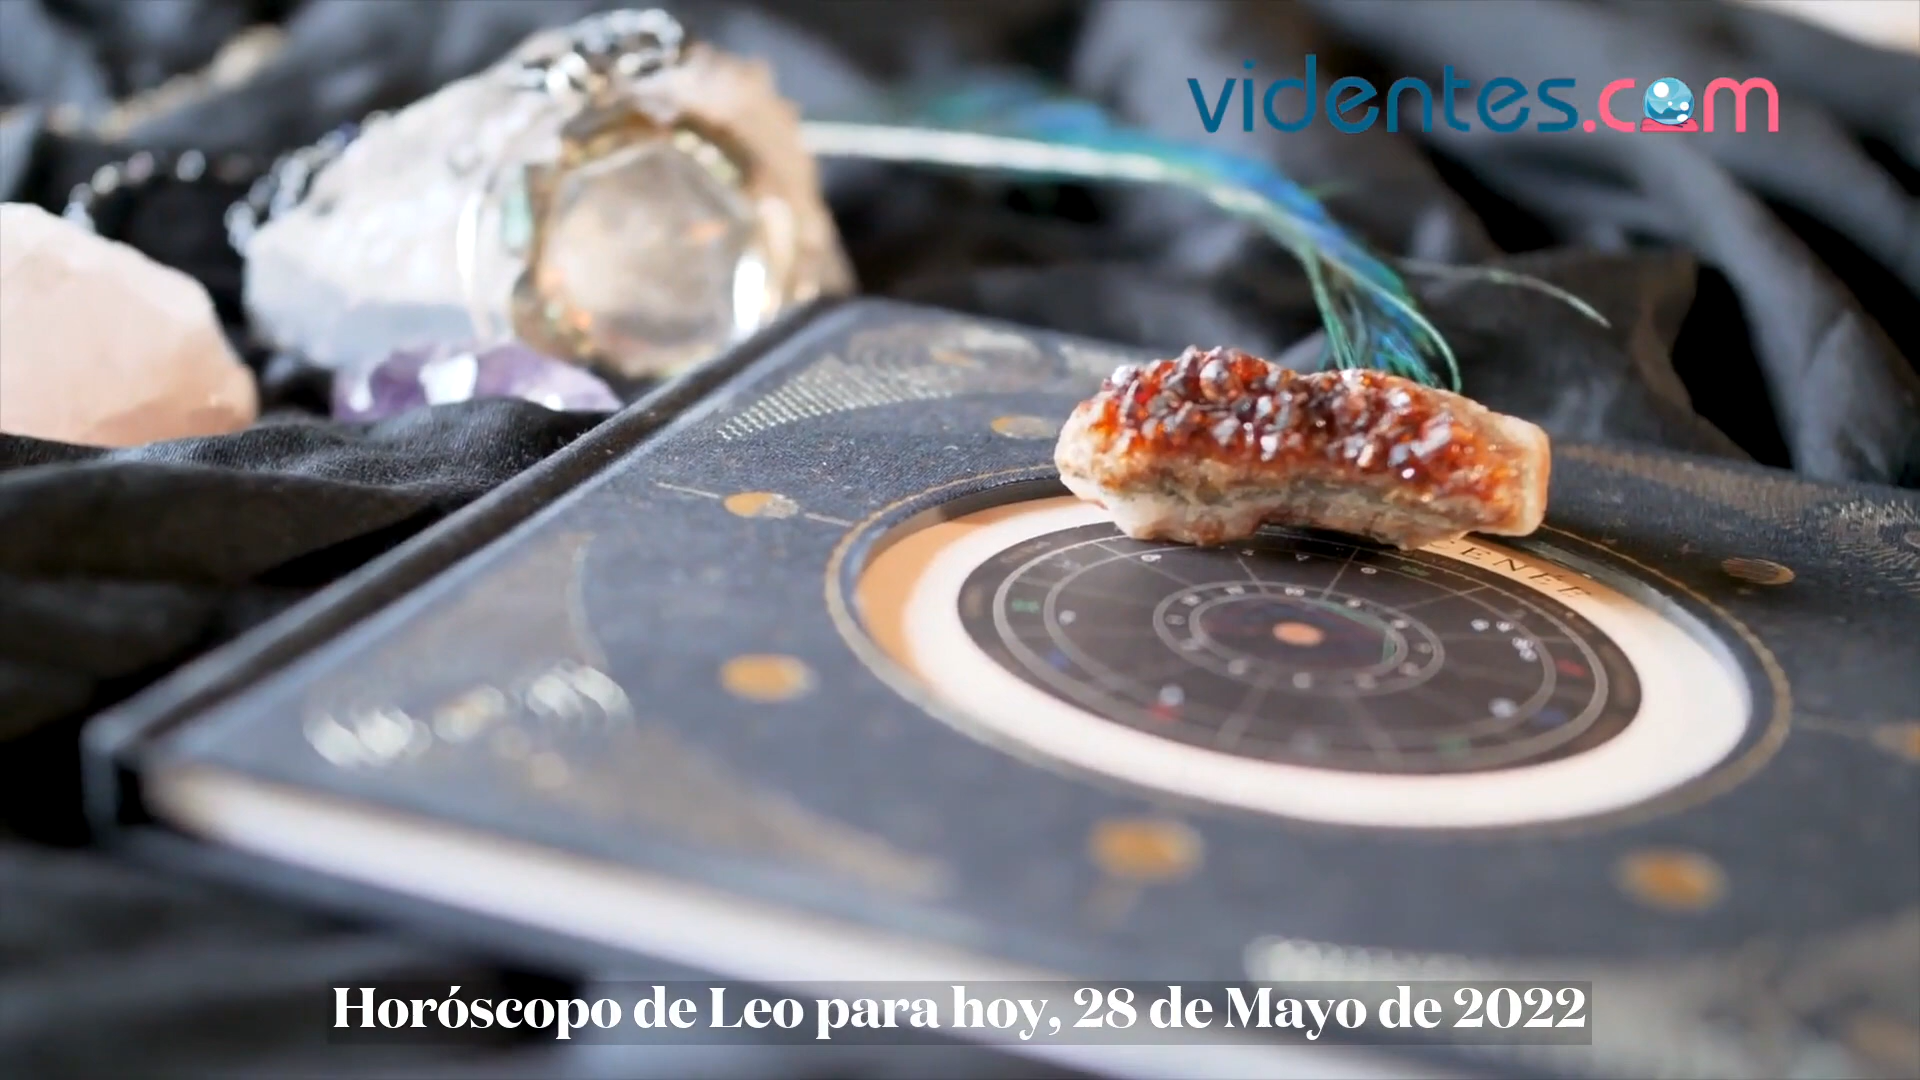 videntes.com
Horóscopo de Leo para hoy, 28 de Mayo de 2022